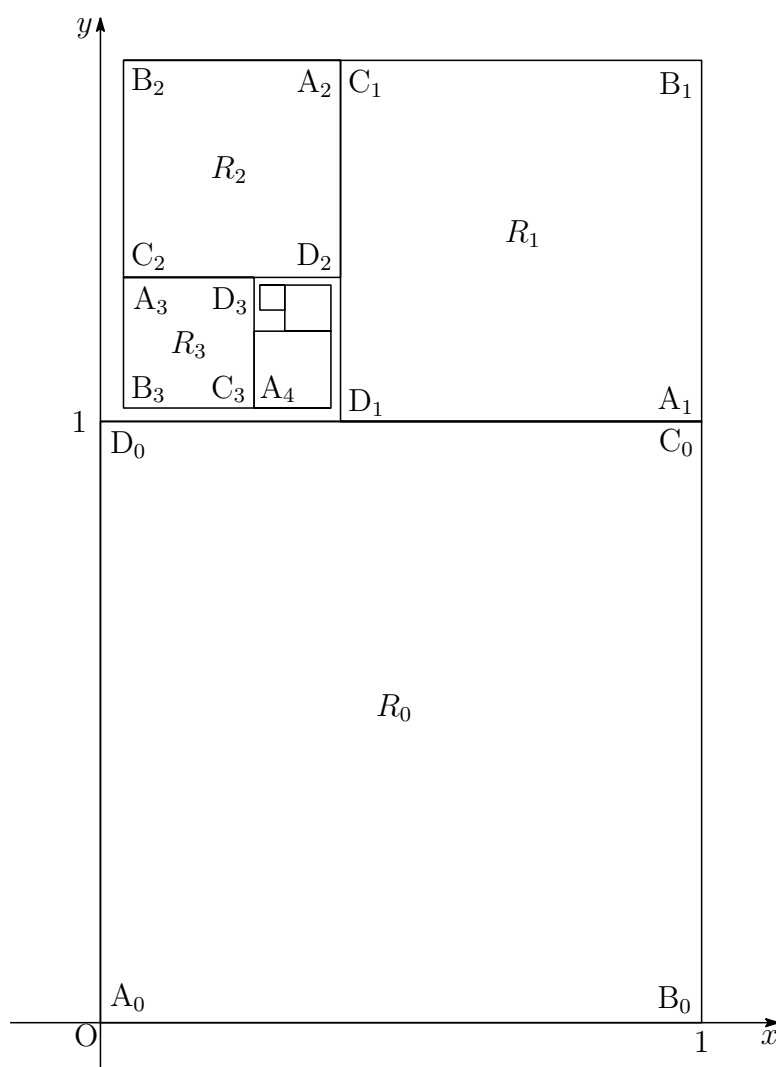 y
B₂ A₂ C₁ B₁
R₂
R₁
C₂ D₂
A₃ D₃
R₃
B₃ C₃ A₄ D₁ A₁
1
D₀ C₀
R₀
A₀ B₀
O 1 x